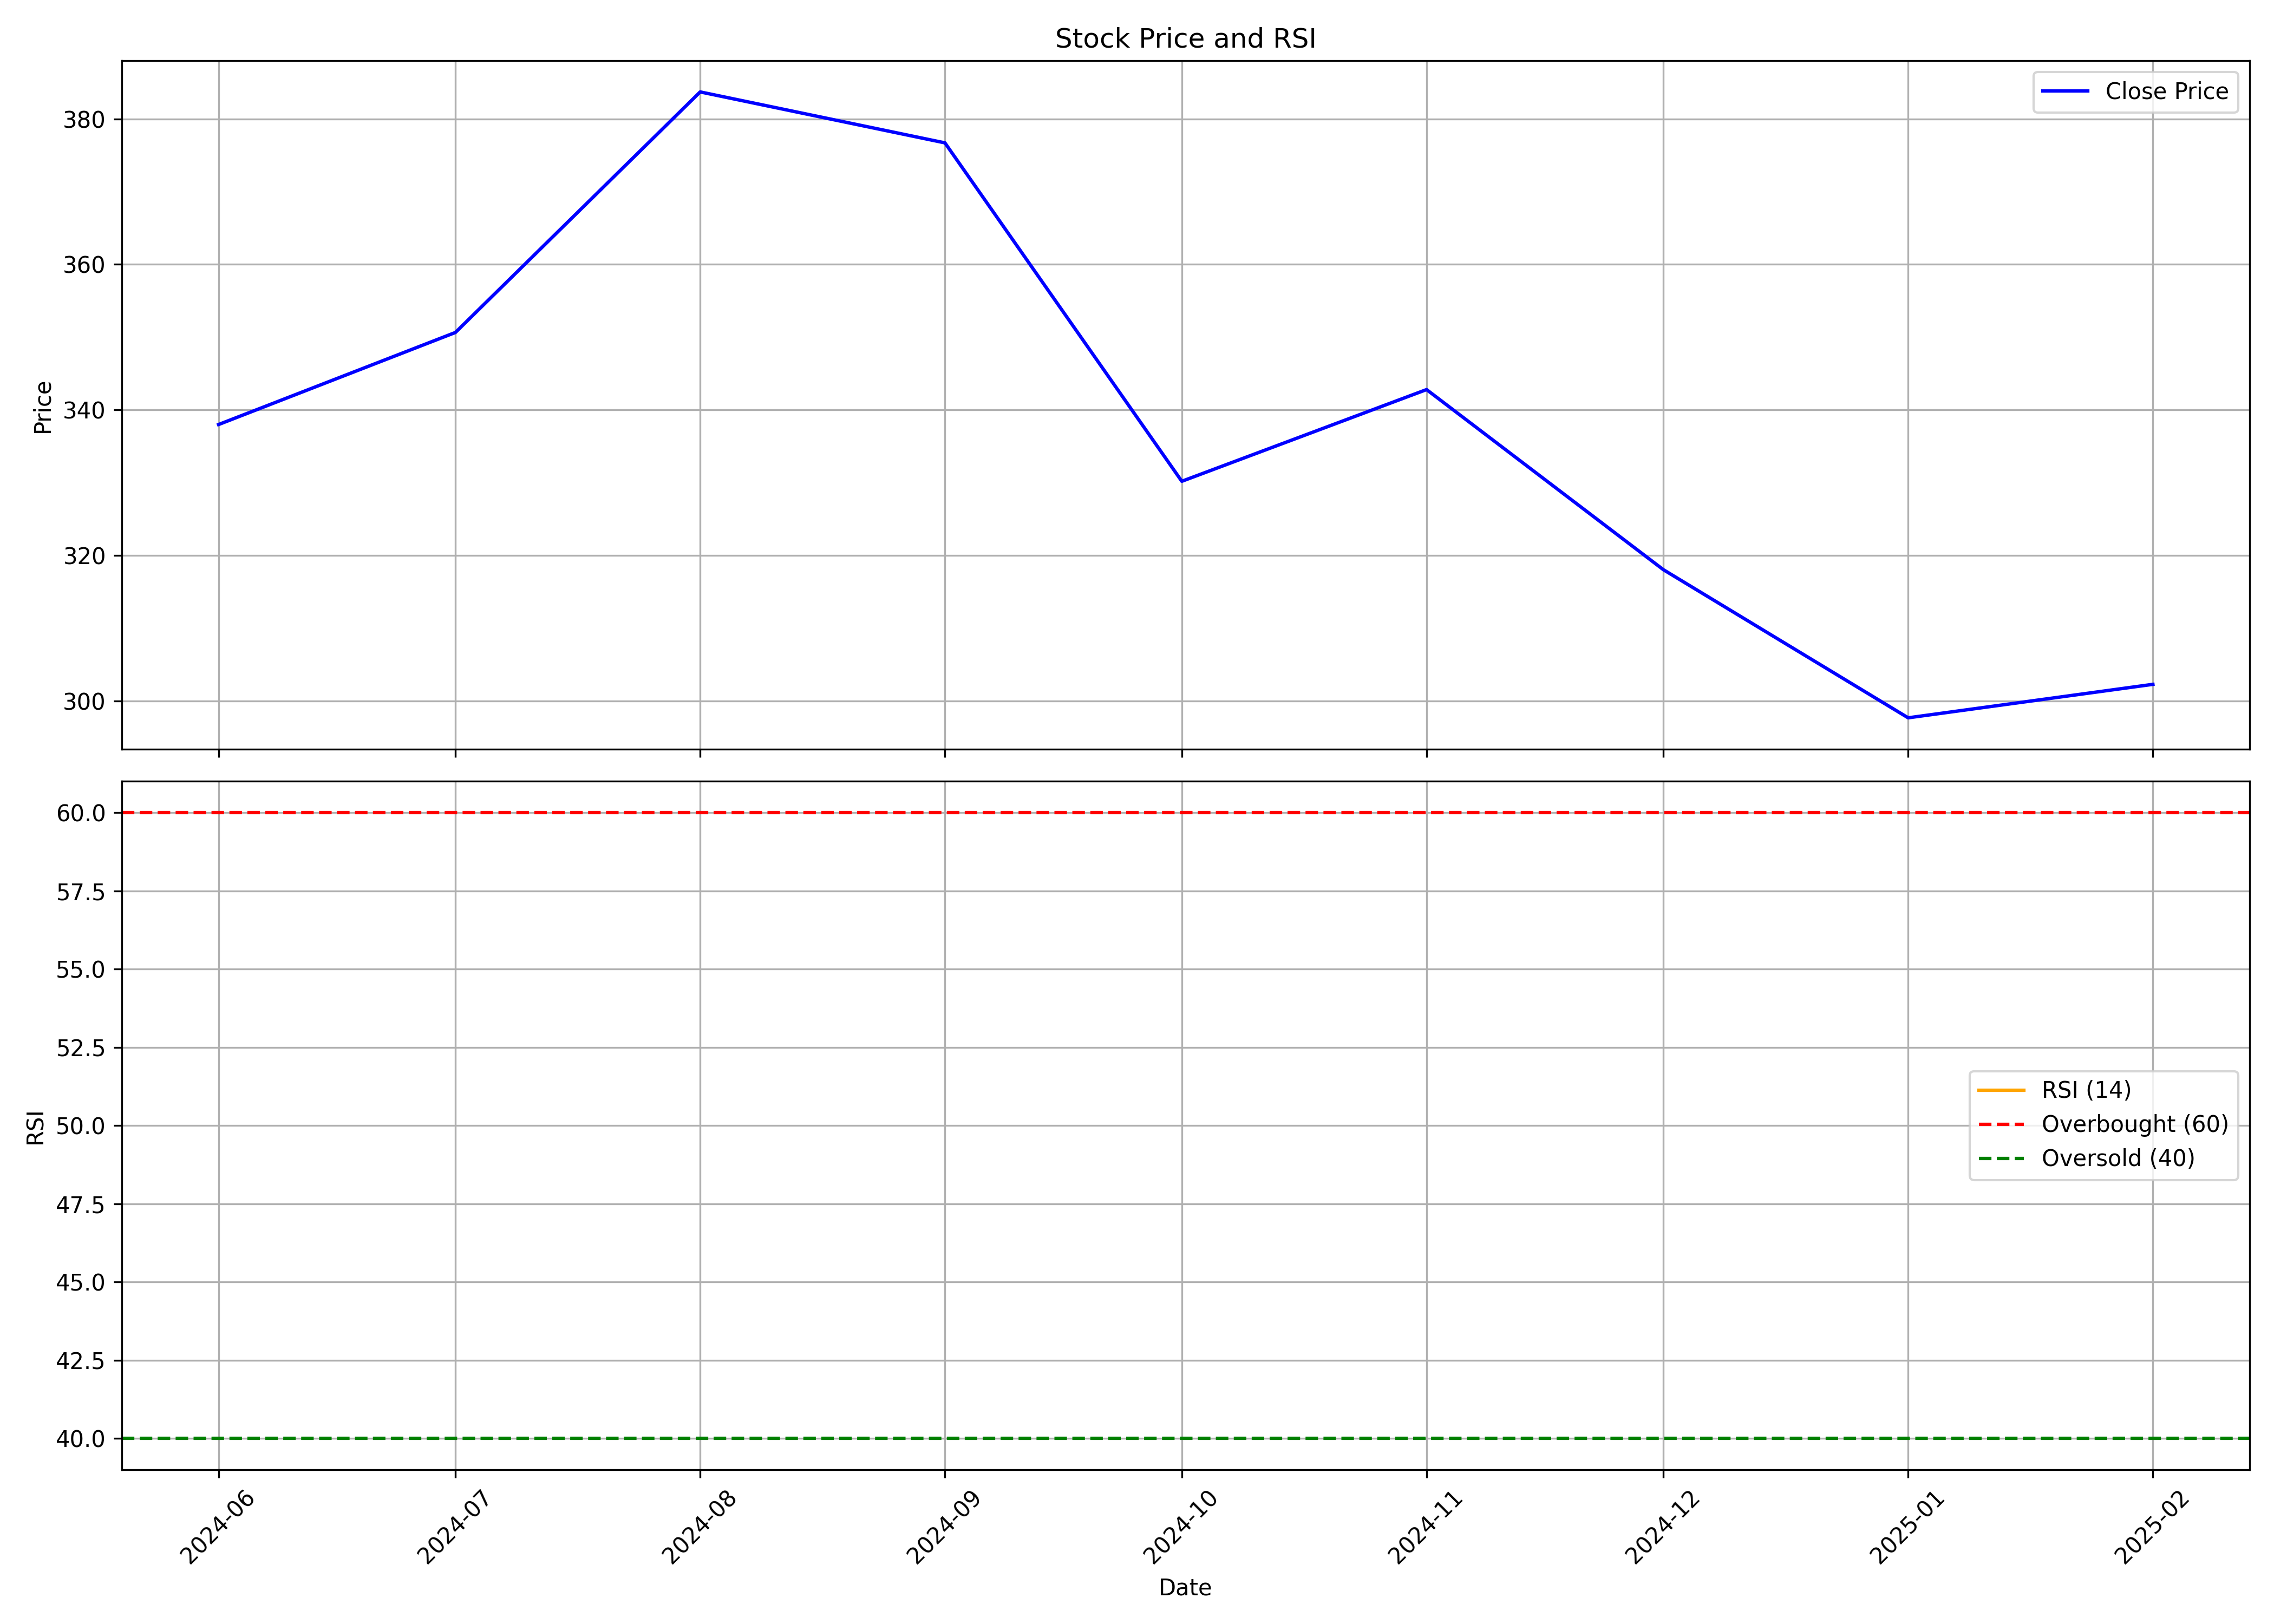 Stock Price and RSI
Close Price
380
360
340
320
300
Price
60.0
57.5
55.0
52.5
50.0
47.5
45.0
42.5
40.0
RSI
RSI (14)
Overbought (60)
Oversold (40)
2024-06
2024-07
2024-08
2024-09
2024-10
2024-11
2024-12
2025-01
2025-02
Date